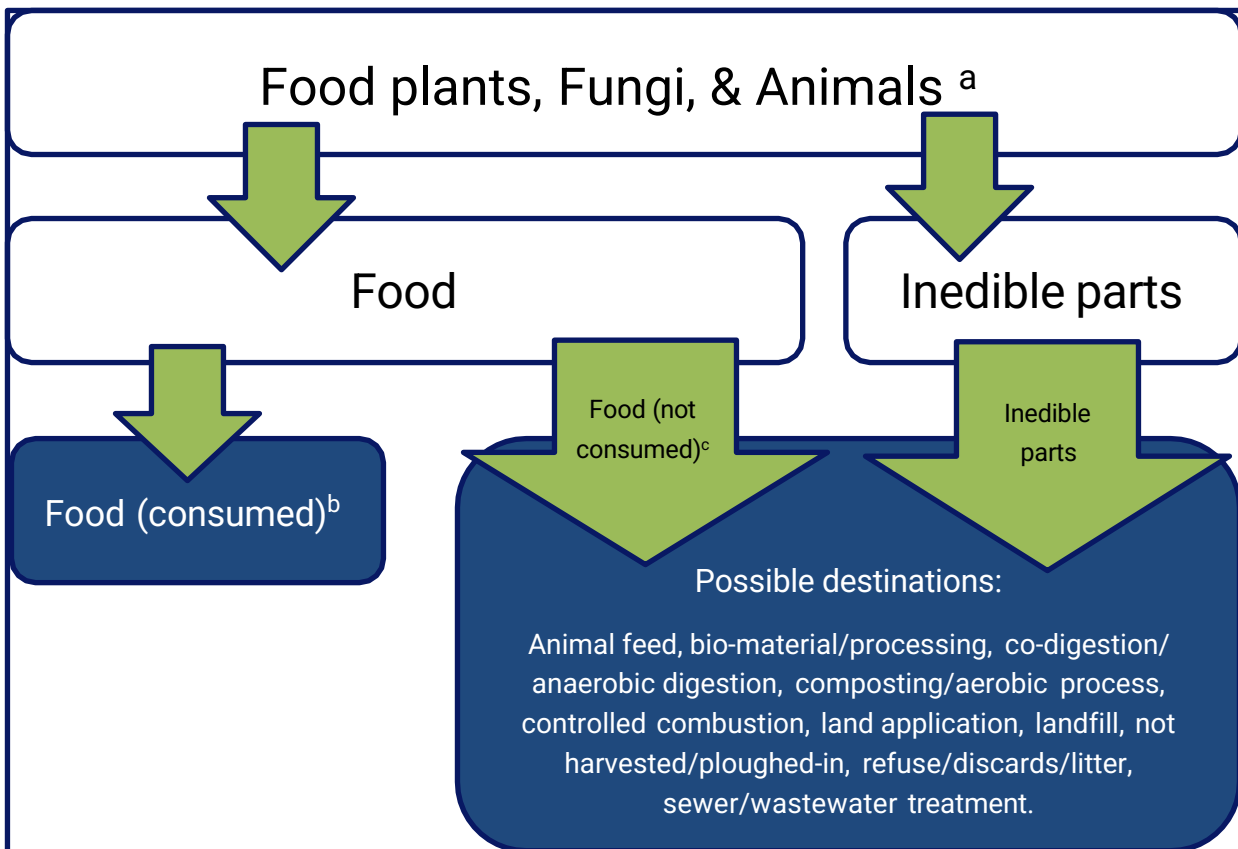 Food plants, Fungi, & Animals a
Food
Inedible parts
Food (not
consumed)c
Inedible
parts
Food (consumed)b
Possible destinations:
Animal feed, bio-material/processing, co-digestion/
anaerobic digestion, composting/aerobic process,
controlled combustion, land application, landfill, not
harvested/ploughed-in, refuse/discards/litter,
sewer/wastewater treatment.